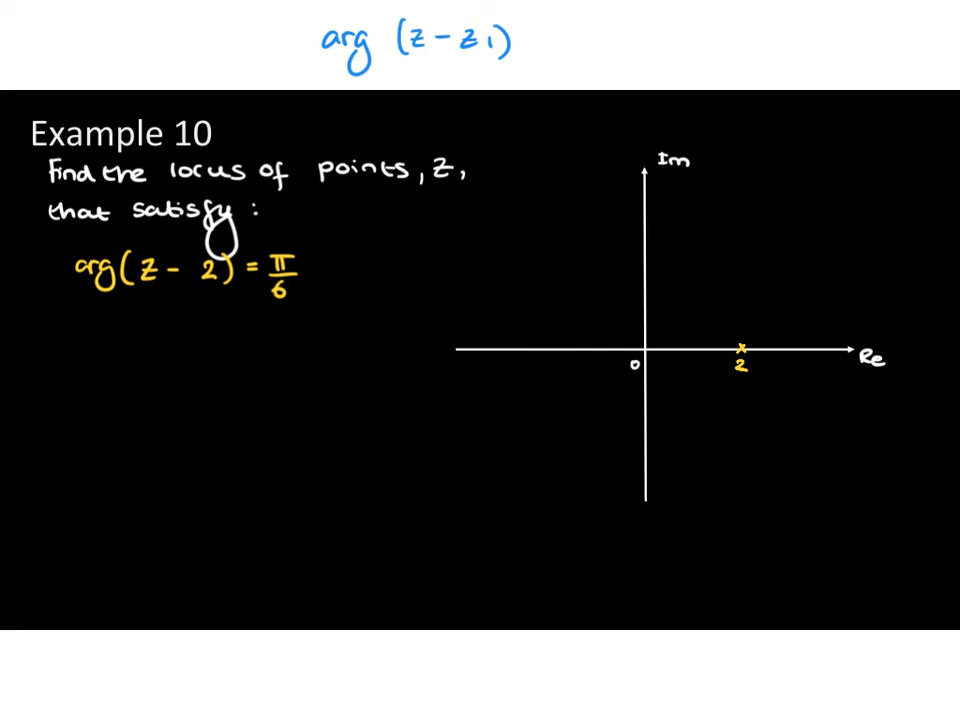 arg (z - z1)
Example 10
Find the locus of points, z,
that satisfy:
arg(z - 2) = π/6
Im
Re
0
2